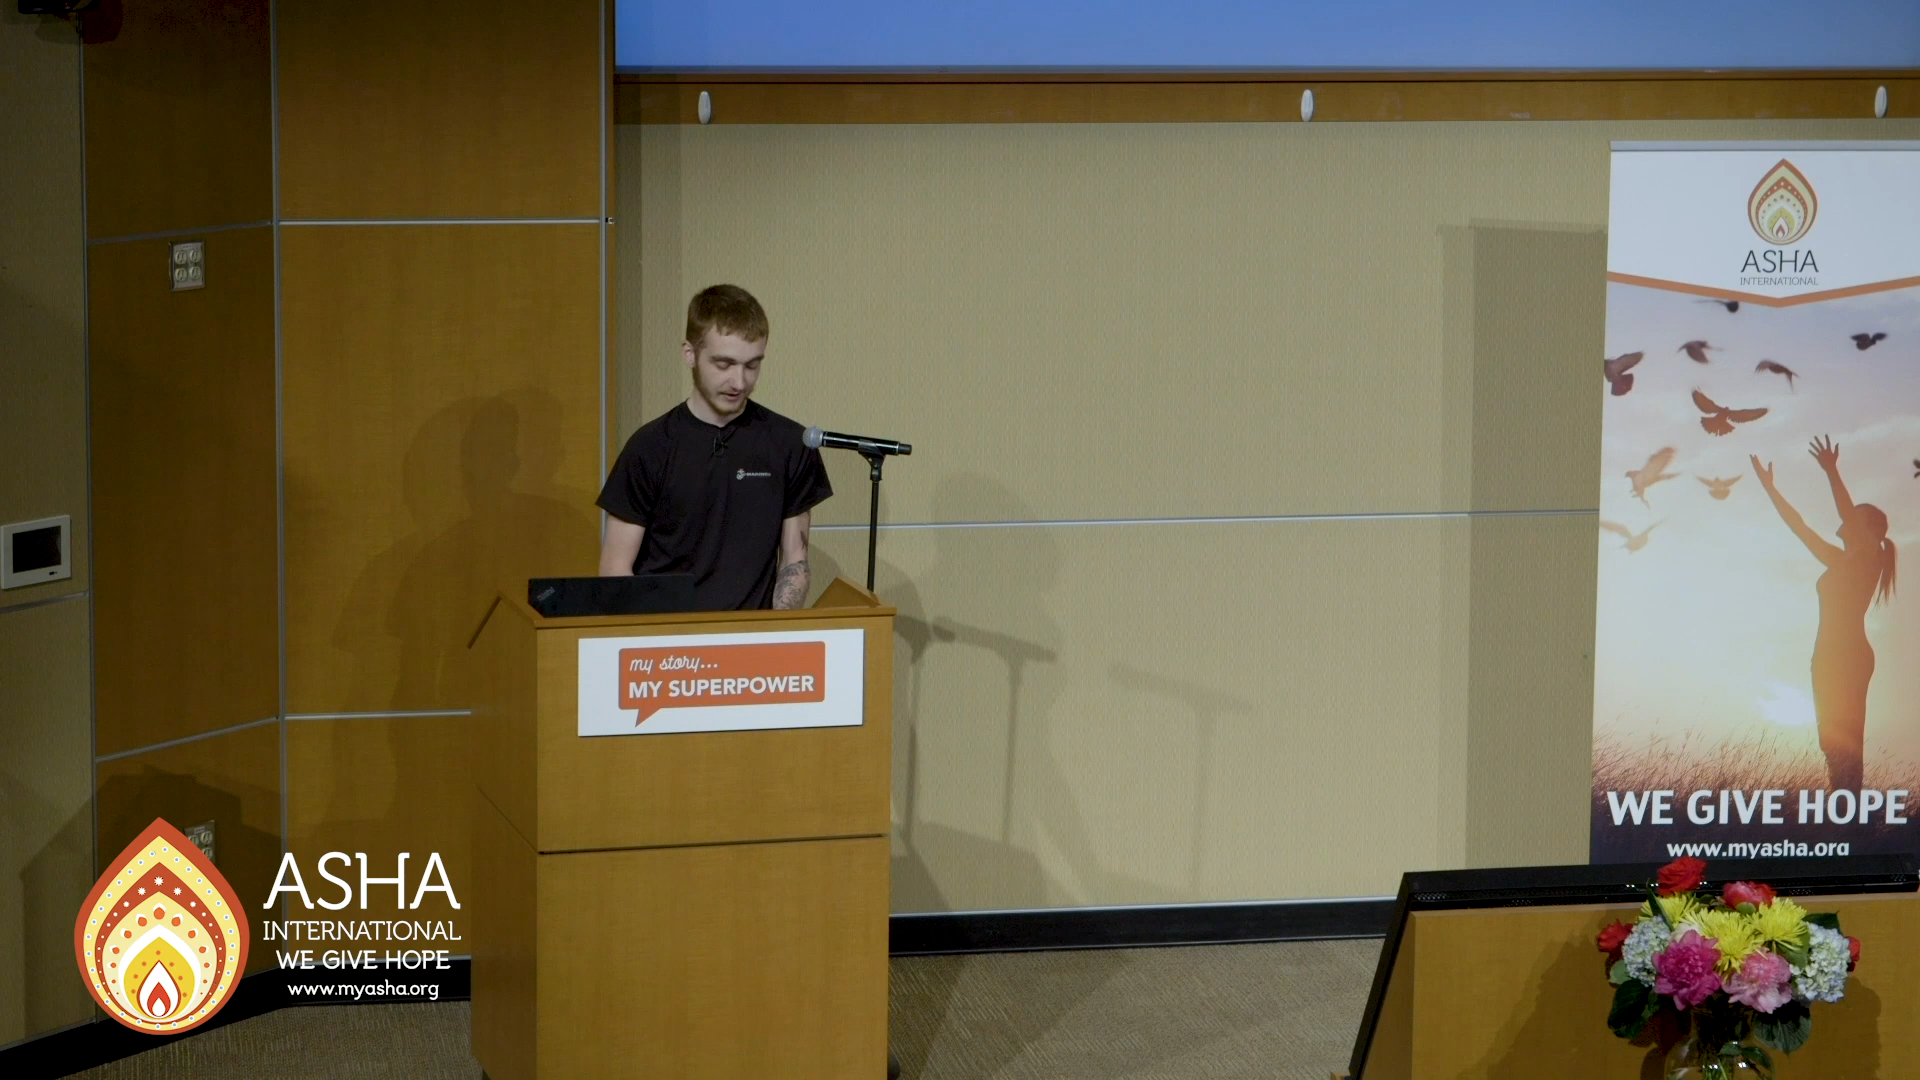 ASHA
INTERNATIONAL
my story...
MY SUPERPOWER
WE GIVE HOPE
www.myasha.org
ASHA
INTERNATIONAL
WE GIVE HOPE
www.myasha.org